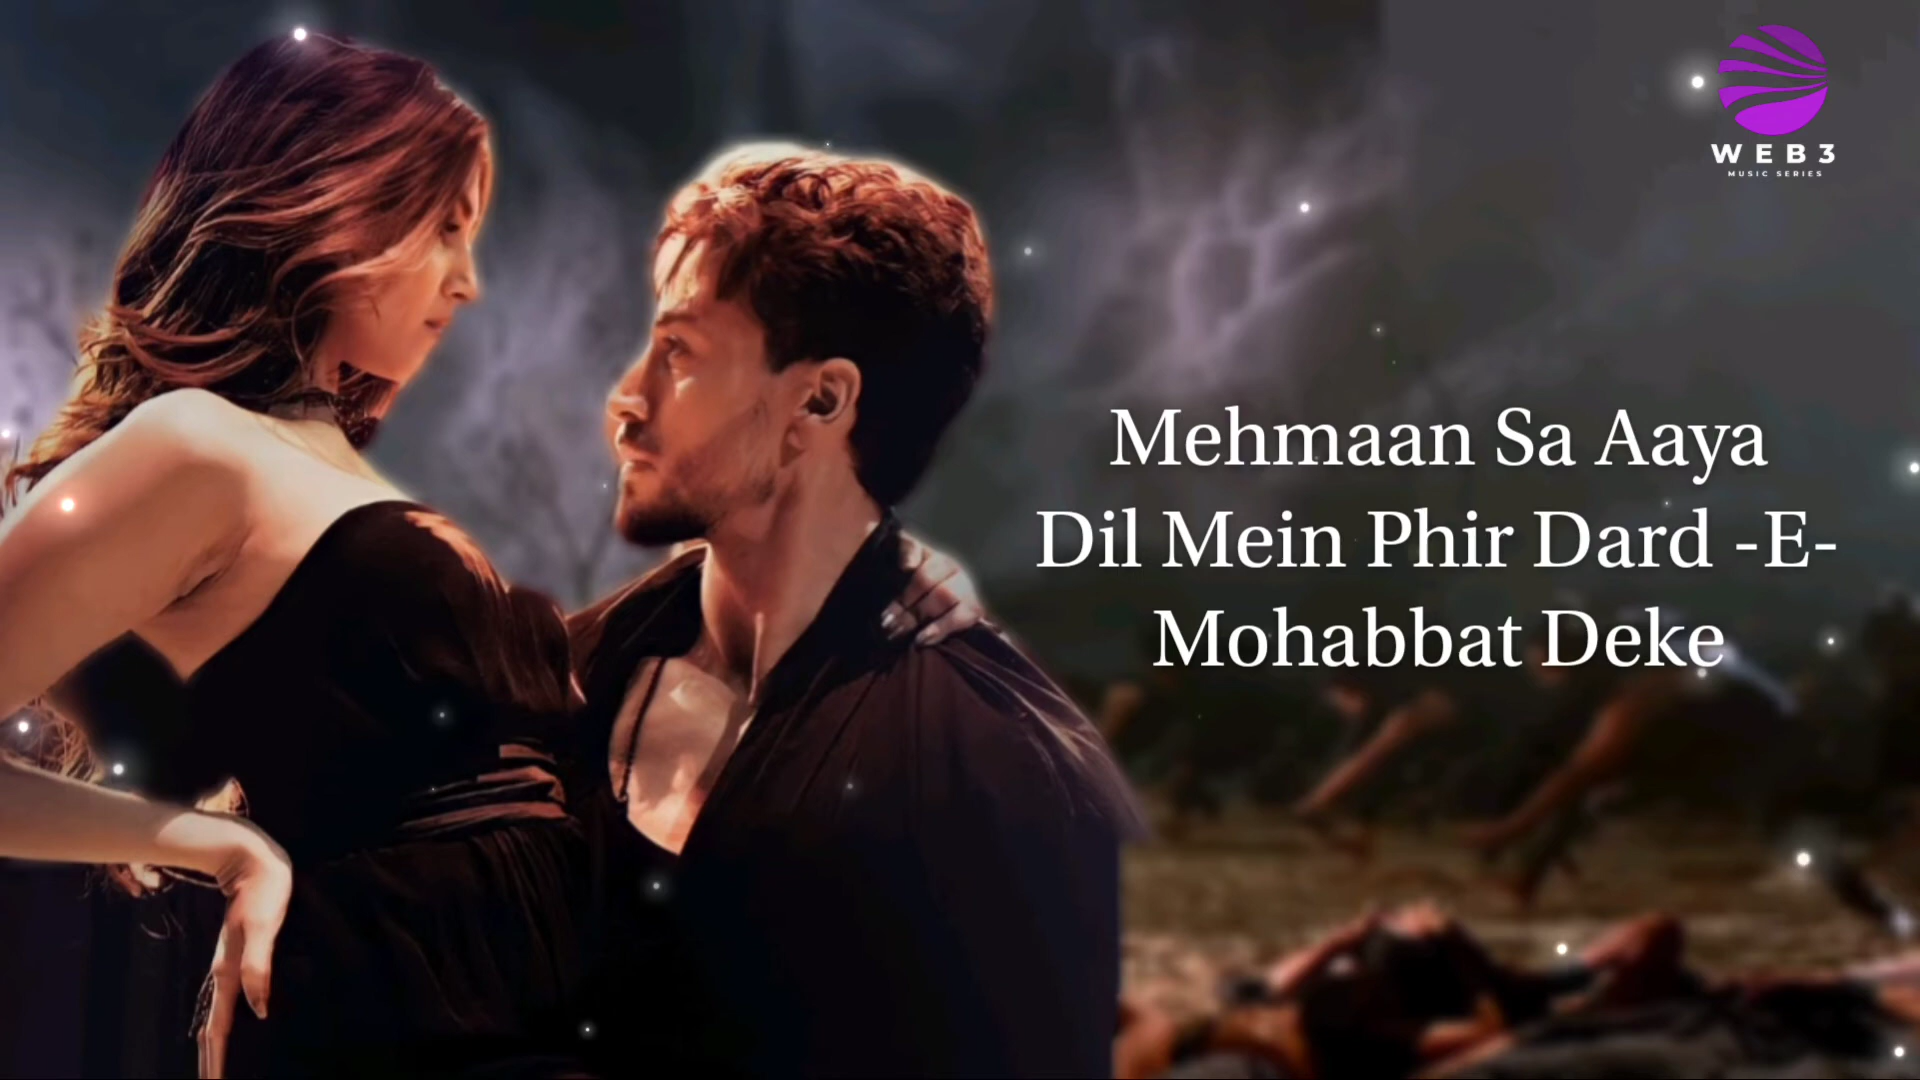 WEB3
MUSIC SERIES
Mehmaan Sa Aaya
Dil Mein Phir Dard -E-
Mohabbat Deke